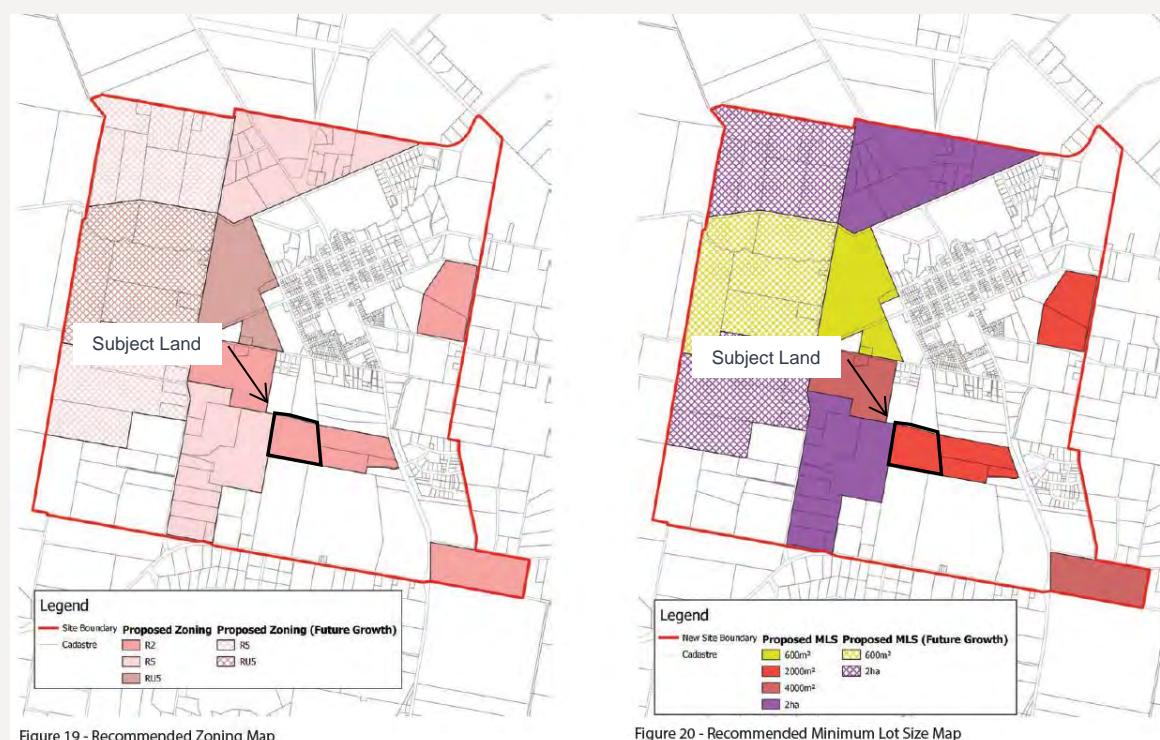 Subject Land
Legend
Site Boundary
Cadastre
Proposed Zoning
R2
R5
RU5
Proposed Zoning (Future Growth)
R5
RU5
Figure 19 - Recommended Zoning Map
Subject Land
Legend
New Site Boundary
Cadastre
Proposed MLS
600m²
2000m²
4000m²
2ha
Proposed MLS (Future Growth)
600m²
2ha
Figure 20 - Recommended Minimum Lot Size Map